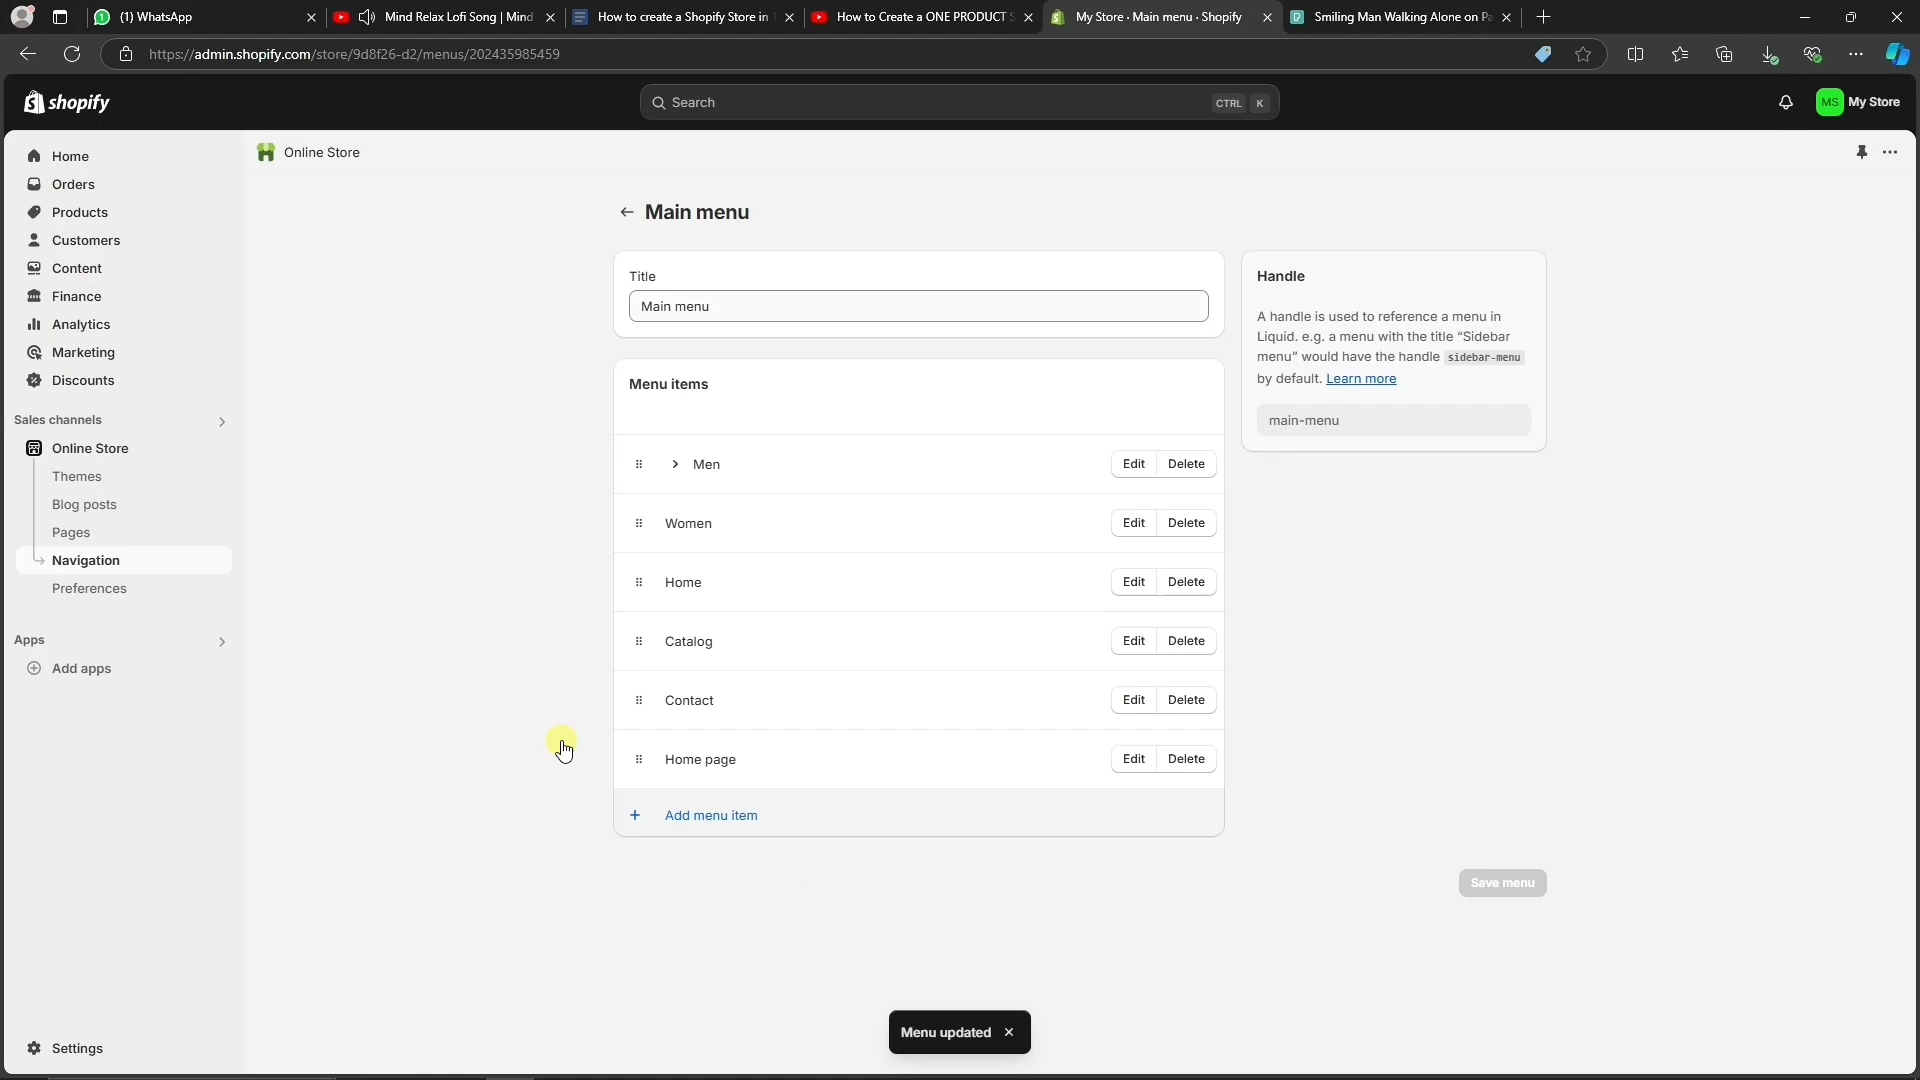 (1) WhatsApp
Mind Relax Lofi Song | Mind
How to create a Shopify Store in
How to Create a ONE PRODUCT S
My Store · Main menu · Shopify
Smiling Man Walking Alone on Pa
https://admin.shopify.com/store/9d8f26-d2/menus/202435985459
shopify
Search
CTRL K
MS My Store
Home
Orders
Products
Customers
Content
Finance
Analytics
Marketing
Discounts
Sales channels
Online Store
Themes
Blog posts
Pages
Navigation
Preferences
Apps
Add apps
Settings
Online Store
Main menu
Title
Main menu
Menu items
Men Edit Delete
Women Edit Delete
Home Edit Delete
Catalog Edit Delete
Contact Edit Delete
Home page Edit Delete
+ Add menu item
Handle
A handle is used to reference a menu in
Liquid. e.g. a menu with the title “Sidebar
menu” would have the handle sidebar-menu
by default. Learn more
main-menu
Save menu
Menu updated